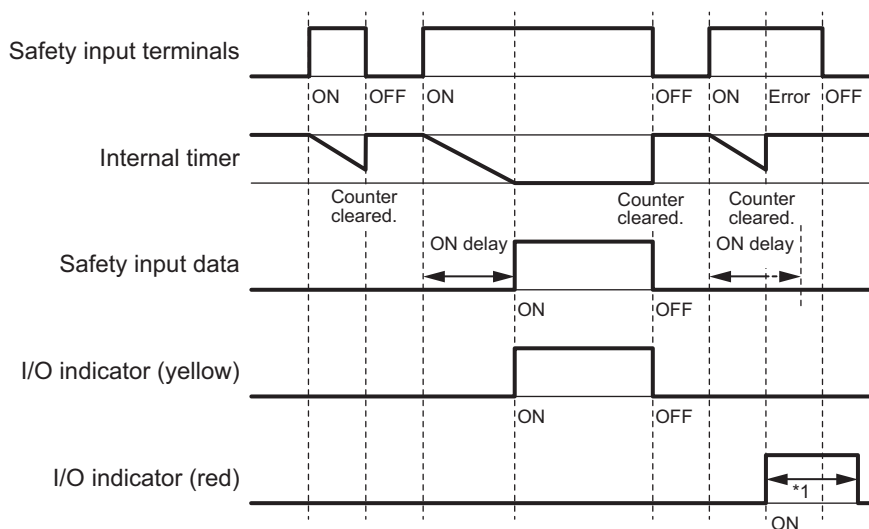 Safety input terminals
ON OFF ON OFF ON Error OFF
Internal timer
Counter cleared.
Counter cleared.
Counter cleared.
ON delay ON delay
Safety input data
ON OFF
I/O indicator (yellow)
ON OFF
I/O indicator (red)
*1
ON